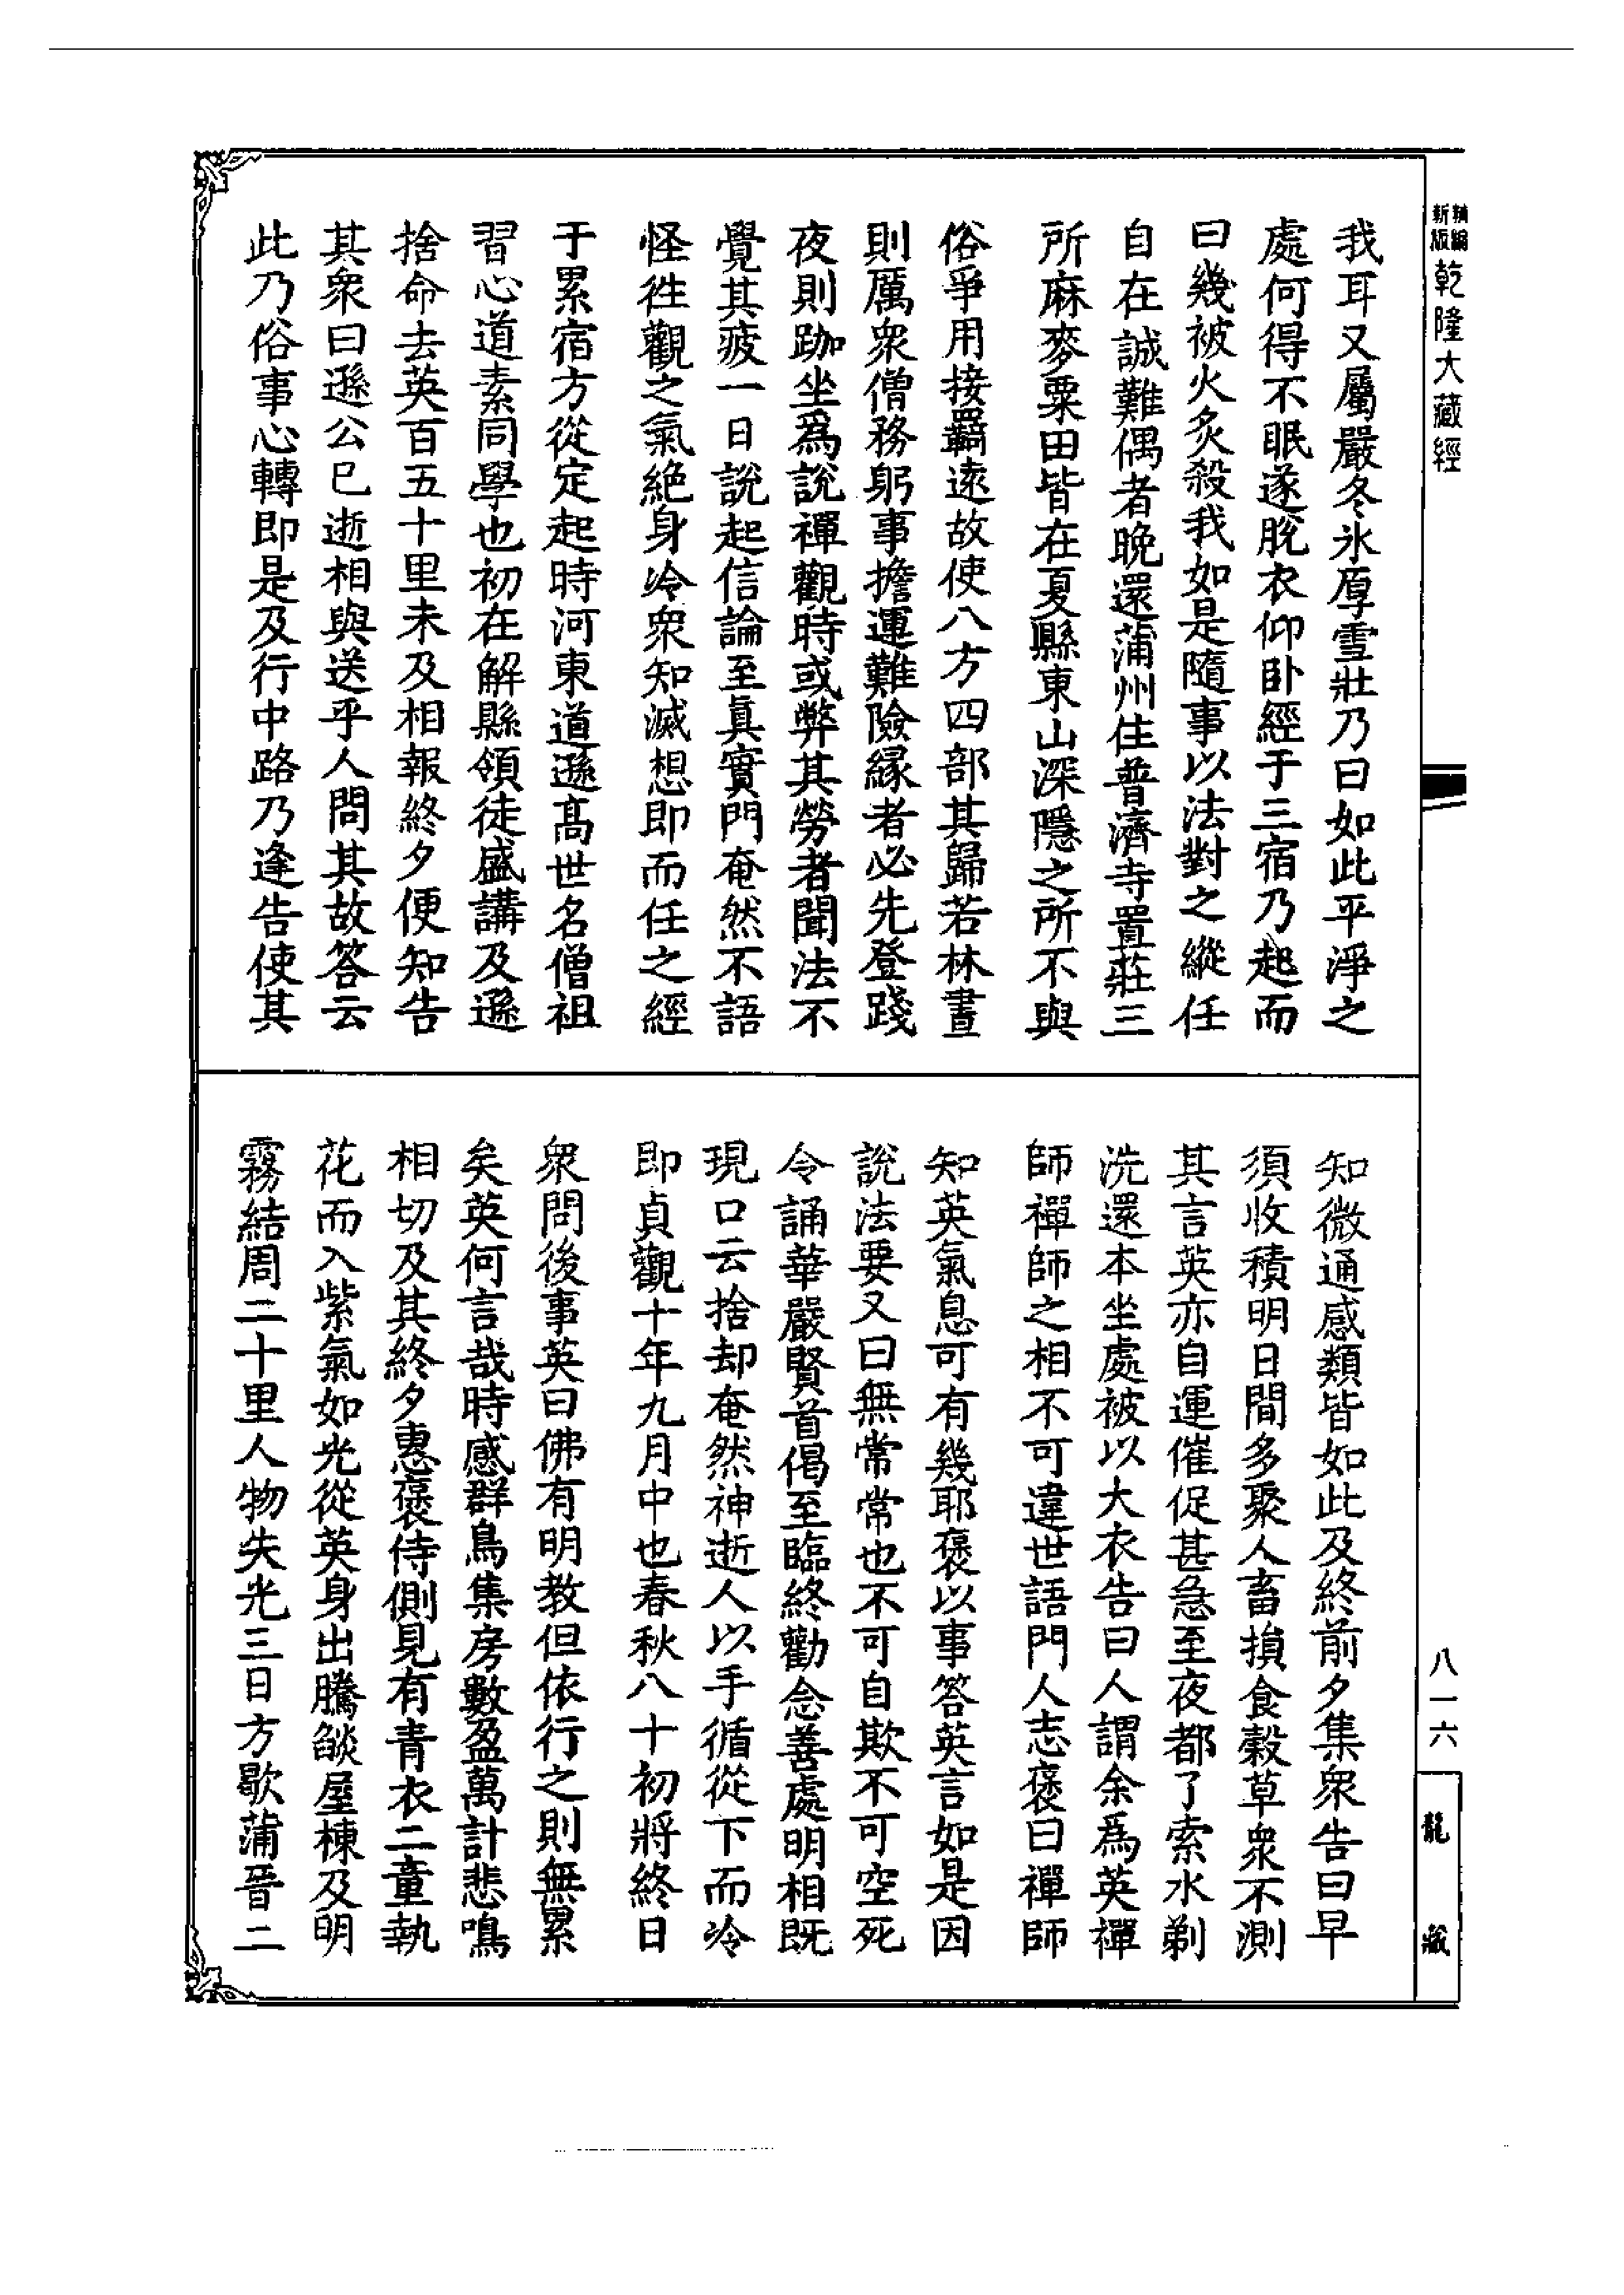 新編
新版
乾隆大藏經
我耳又屬嚴冬氷厚雪壯乃曰如此平淨之
處何得不眠遂脫衣仰卧經于三宿乃起而
曰幾被火炙殺我如是隨事以法對之縱任
自在誠難偶者晚還蒲州住普濟寺置莊三
所麻麥粟田皆在夏縣東山深隱之所不與
俗爭用接羇遠故使八方四部其歸若林晝
則厲衆僧務躬事擔運難險緣者必先登踐
夜則跏坐爲說禪觀時或弊其勞者聞法不
覺其疲一日說起信論至眞實門奄然不語
怪徃觀之氣絶身冷衆知滅想即而任之經
于累宿方從定起時河東道遜髙世名僧祖
習心道素同學也初在解縣領徒盛講及遜
捨命去英百五十里未及相報終夕便知告
其衆曰遜公已逝相與送乎人問其故答云
此乃俗事心轉即是及行中路乃逢告使其
知微通感類皆如此及終前夕集衆告曰早
須收積明日間多聚人畜損食穀草衆不測
其言英亦自運催促甚急至夜都了索水剃
洗還本坐處被以大衣告曰人謂余爲英禪
師禪師之相不可違世語門人志褒曰禪師
知英氣息可有幾耶褒以事答英言如是因
說法要又曰無常常也不可自欺不可空死
令誦華嚴賢首偈至臨終勸念善處明相既
現口云捨却奄然神逝人以手循從下而冷
即貞觀十年九月中也春秋八十初將終日
衆問後事英曰佛有明教但依行之則無累
矣英何言哉時感群鳥集房數盈萬計悲鳴
相切及其終夕惠褒侍側見有青衣二童執
花而入紫氣如光從英身出騰𦦨屋棟及明
霧結周二十里人物失光三日方歇蒲晉二
八一六
龍藏